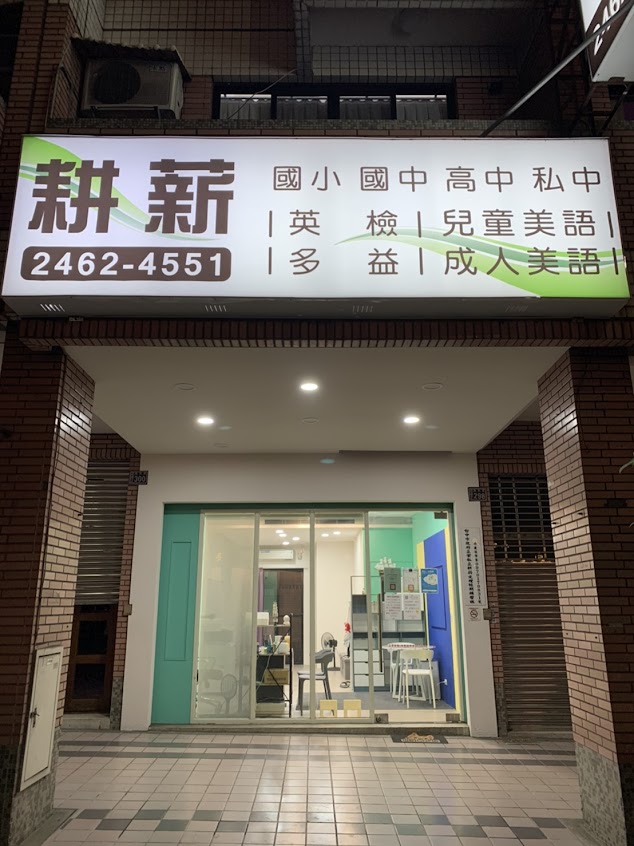 耕薪
2462-4551
國小 國中 高中 私中
|英 檢|兒童美語|
|多 益|成人美語|